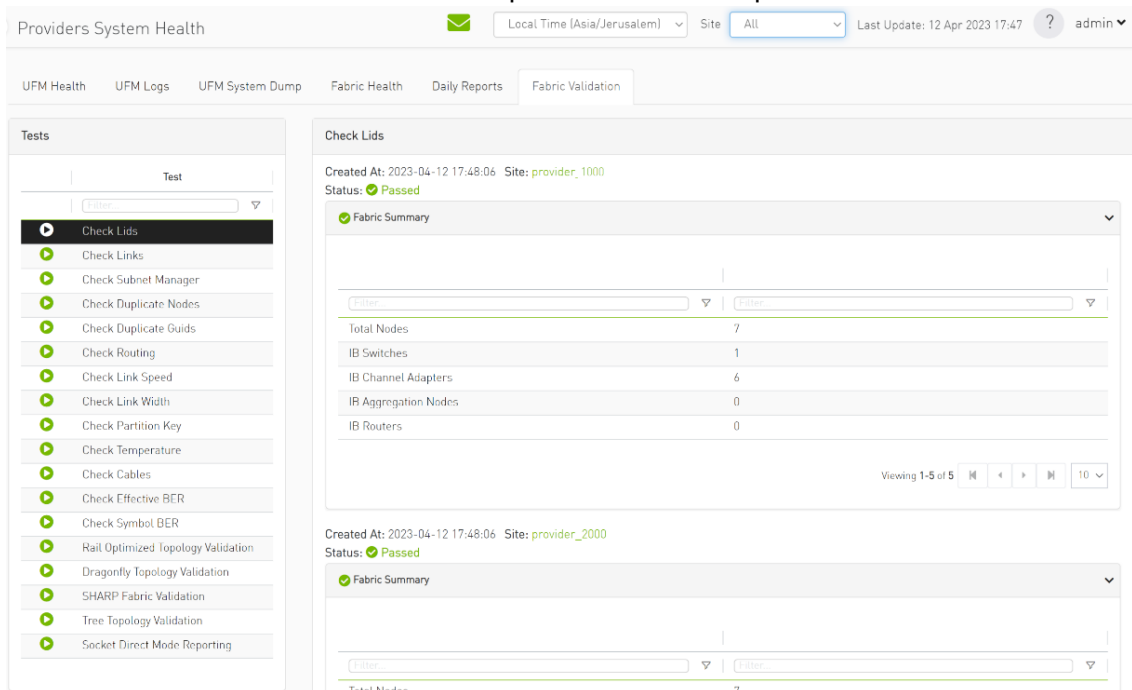 Providers System Health
Local Time (Asia/Jerusalem)
Site
All
Last Update: 12 Apr 2023 17:47
?
admin
UFM Health
UFM Logs
UFM System Dump
Fabric Health
Daily Reports
Fabric Validation
Tests
Test
Filter...
Check Lids
Check Links
Check Subnet Manager
Check Duplicate Nodes
Check Duplicate Guids
Check Routing
Check Link Speed
Check Link Width
Check Partition Key
Check Temperature
Check Cables
Check Effective BER
Check Symbol BER
Rail Optimized Topology Validation
Dragonfly Topology Validation
SHARP Fabric Validation
Tree Topology Validation
Socket Direct Mode Reporting
Check Lids
Created At: 2023-04-12 17:48:06 Site: provider_1000
Status: Passed
Fabric Summary
Filter... Filter...
Total Nodes 7
IB Switches 1
IB Channel Adapters 6
IB Aggregation Nodes 0
IB Routers 0
Viewing 1-5 of 5
10
Created At: 2023-04-12 17:48:06 Site: provider_2000
Status: Passed
Fabric Summary
Filter... Filter...
Total Nodes 7